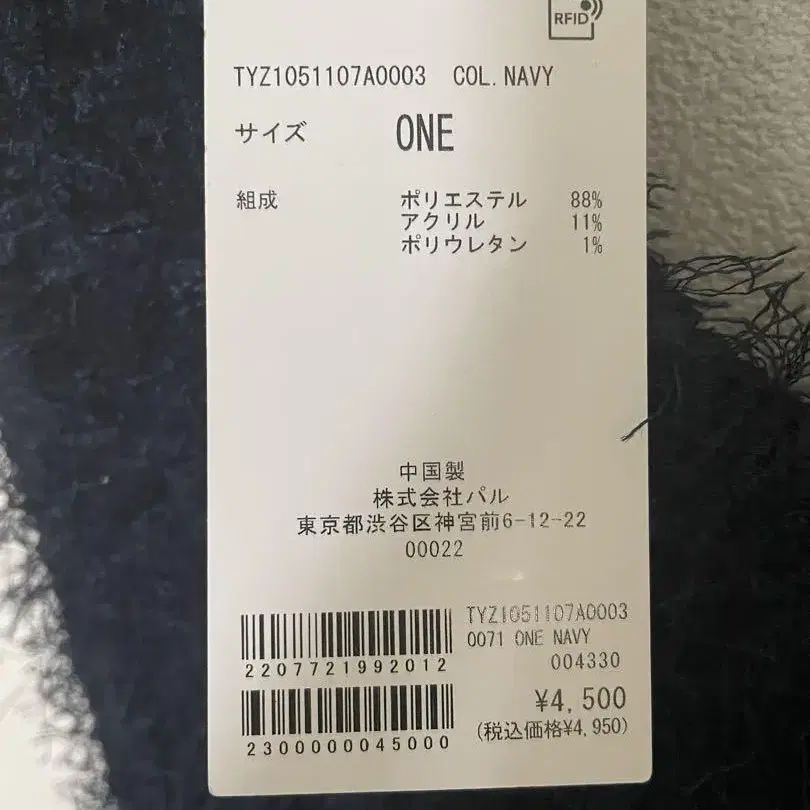 RFID
TYZ1051107A0003 COL.NAVY
サイズ ONE
組成 ポリエステル 88%
アクリル 11%
ポリウレタン 1%
中国製
株式会社パル
東京都渋谷区神宮前6-12-22
00022
TYZ1051107A0003
0071 ONE NAVY
004330
2207721992012
¥4,500
(税込価格¥4,950)
2300000045000